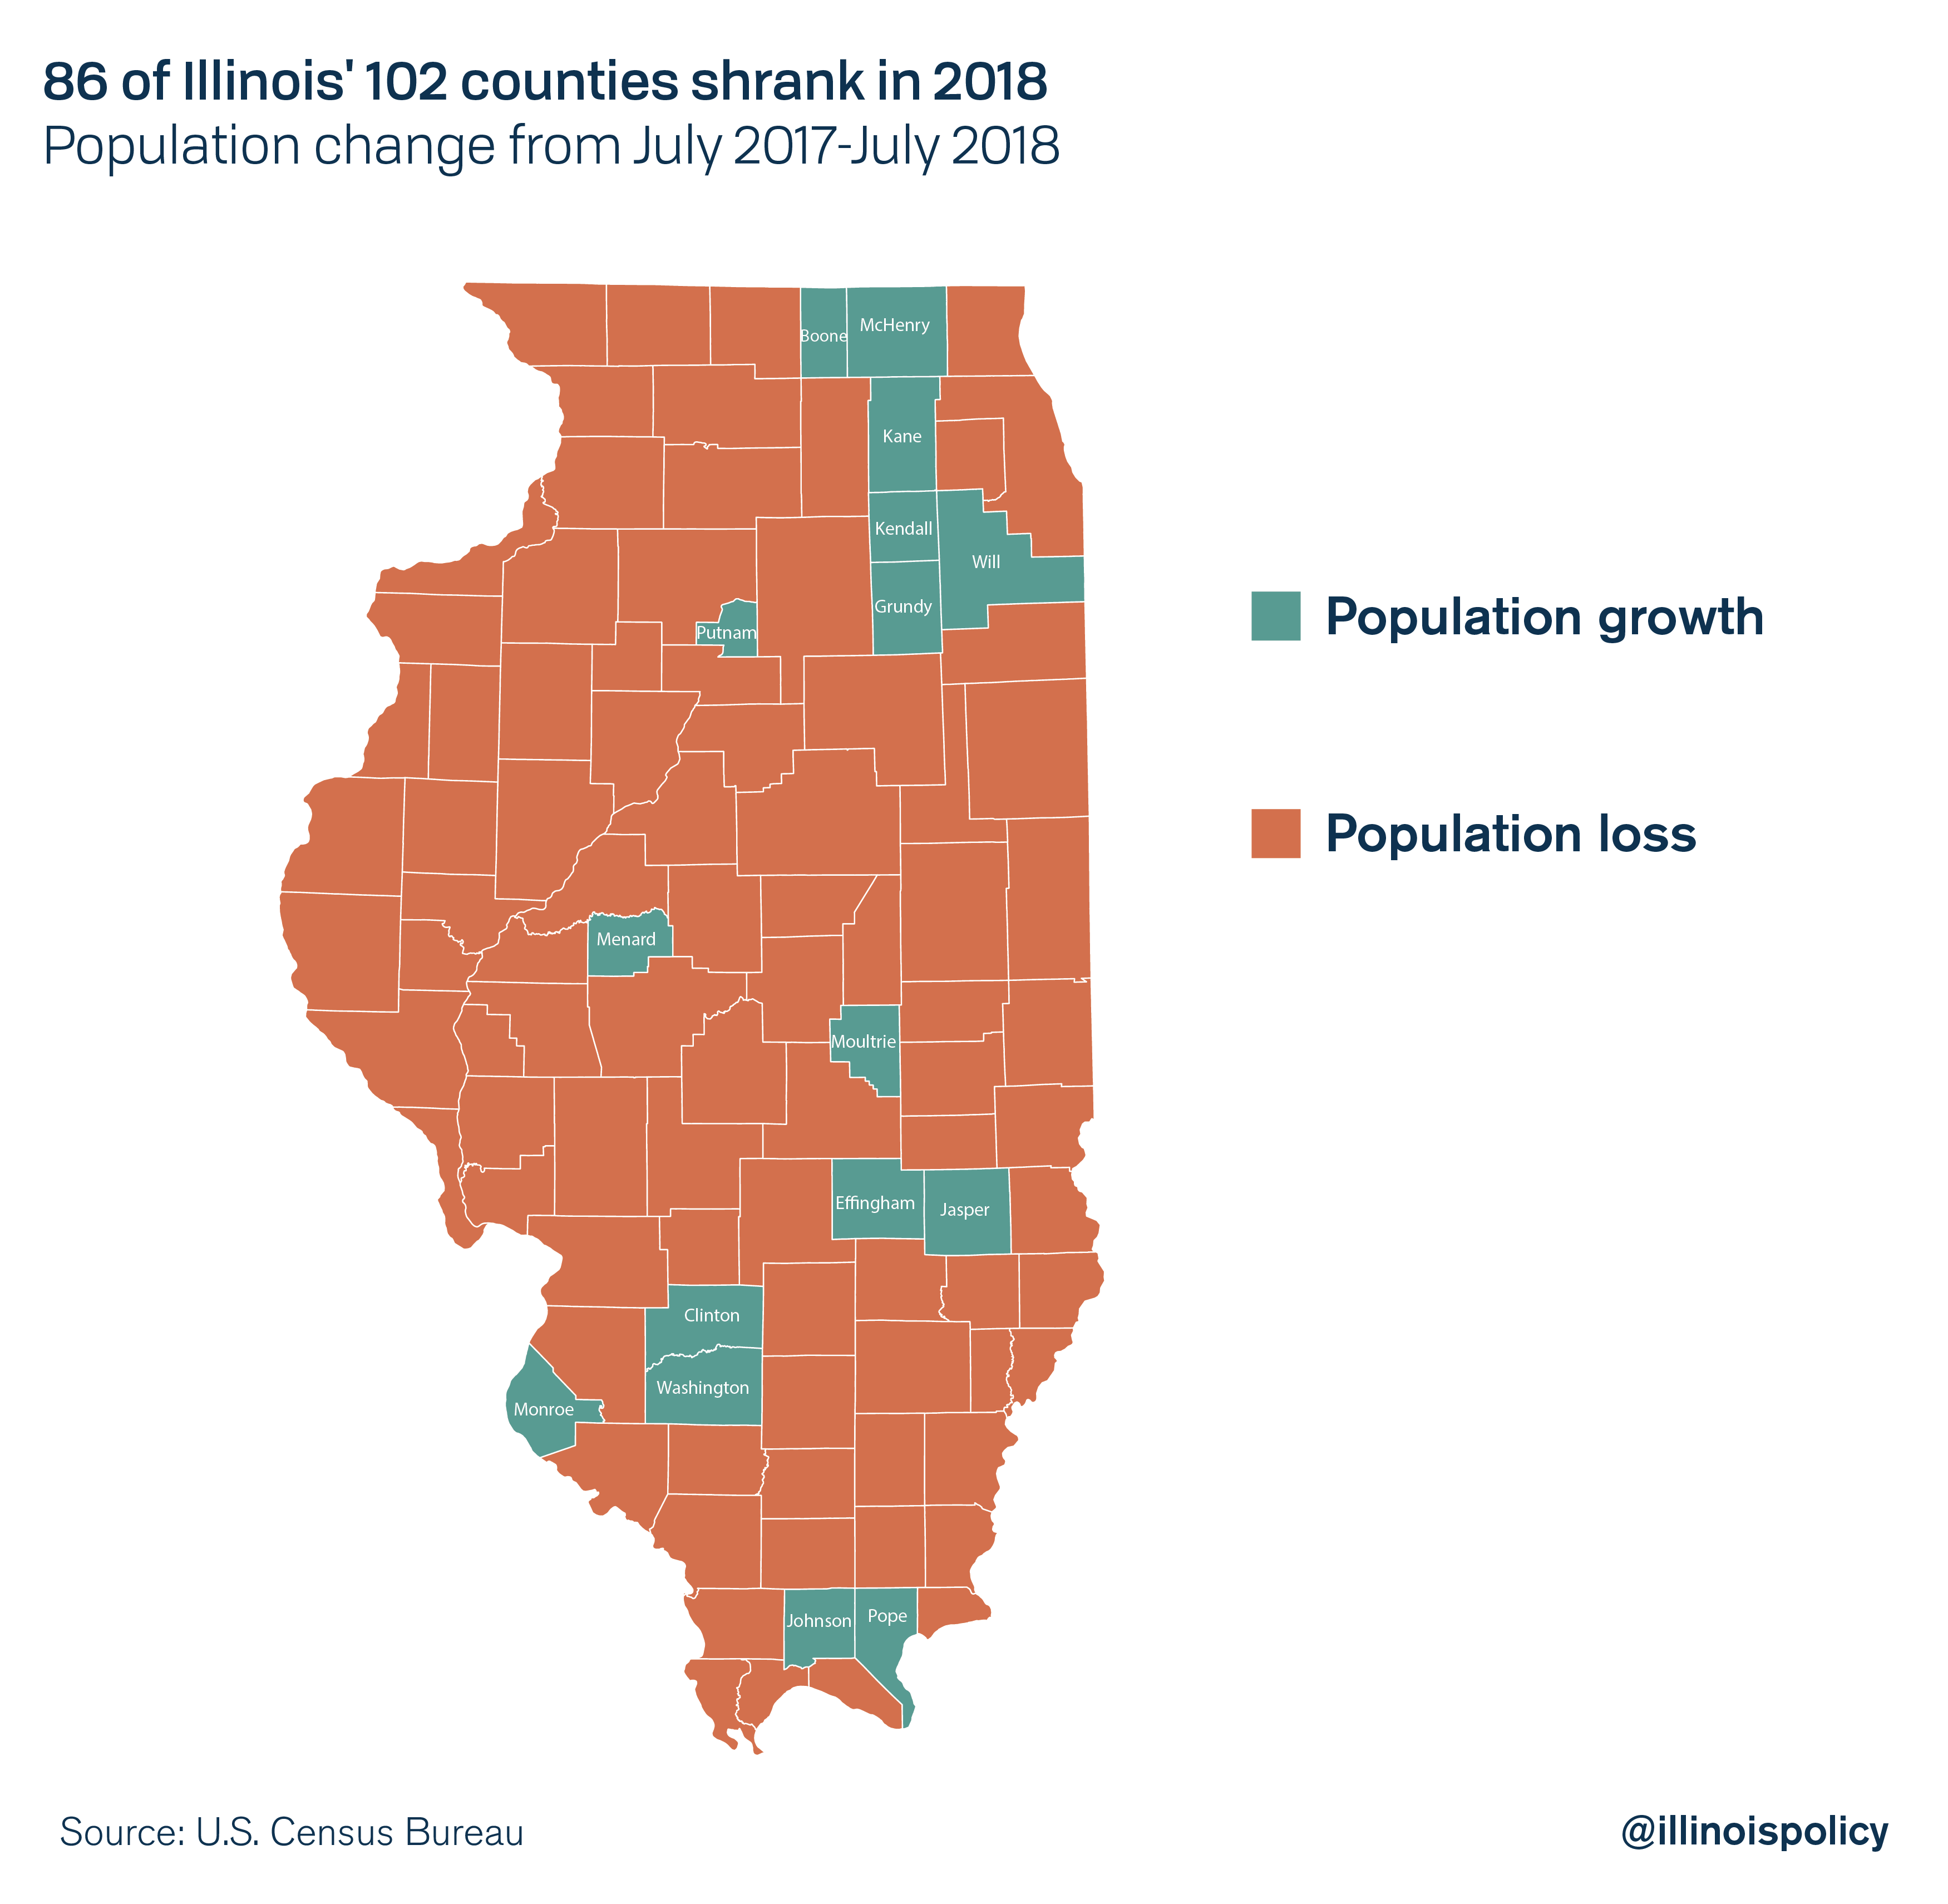 86 of Illinois' 102 counties shrank in 2018
Population change from July 2017-July 2018
Boone
McHenry
Kane
Kendall
Will
Grundy
Putnam
Population growth
Population loss
Menard
Moultrie
Effingham
Jasper
Clinton
Washington
Monroe
Johnson
Pope
Source: U.S. Census Bureau
@illinoispolicy